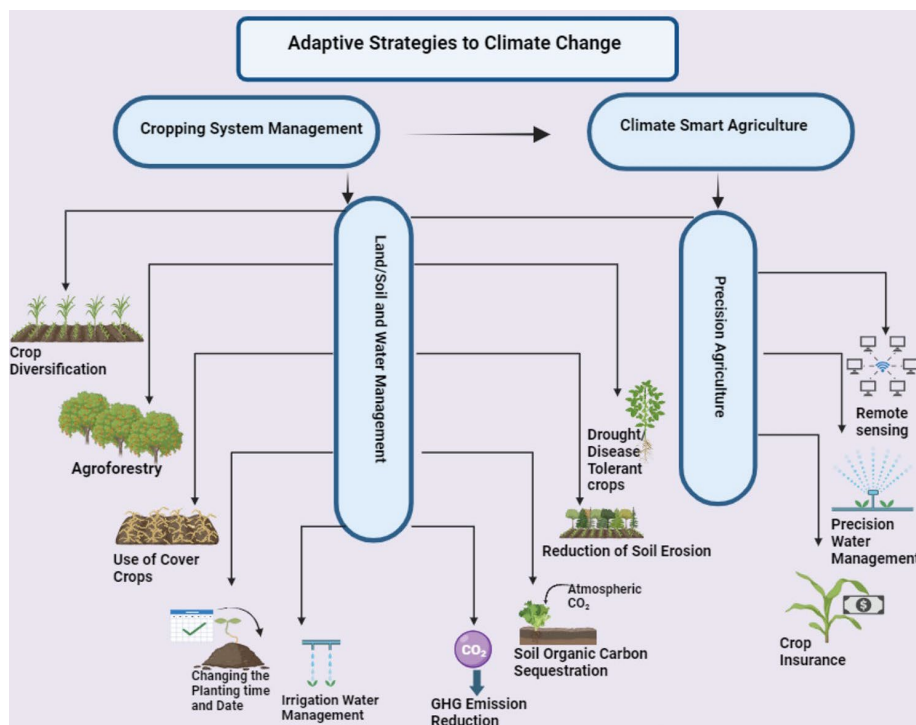 Adaptive Strategies to Climate Change
Cropping System Management
Climate Smart Agriculture
Land/Soil and Water Management
Precision Agriculture
Crop
Diversification
Agroforestry
Use of Cover
Crops
Changing the
Planting time
and Date
Irrigation Water
Management
CO₂
GHG Emission
Reduction
Atmospheric
CO₂
Soil Organic Carbon
Sequestration
Reduction of Soil Erosion
Drought/
Disease
Tolerant
crops
Remote
sensing
Precision
Water
Management
$
Crop
Insurance